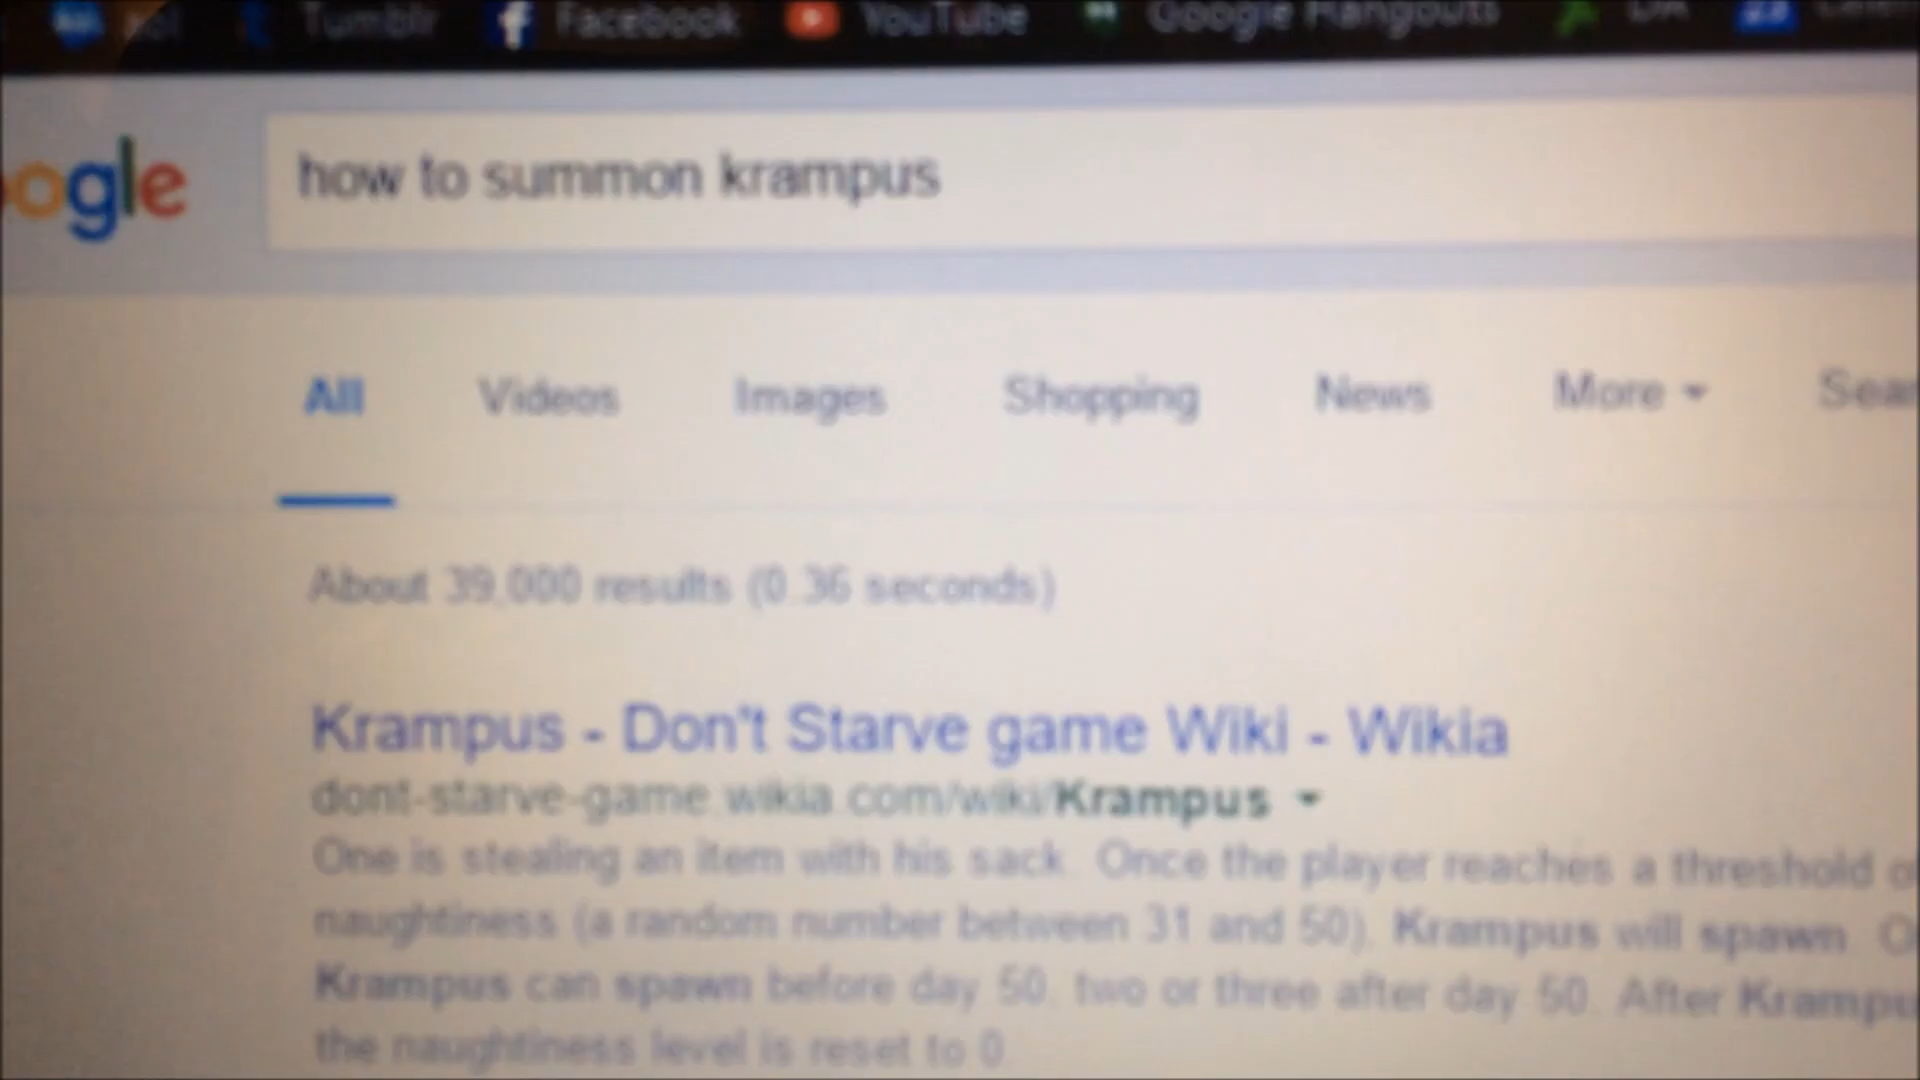 aol Tumblr Facebook YouTube Google Hangouts DA
ogle
how to summon krampus
All Videos Images Shopping News More Sear
About 39,000 results (0.36 seconds)
Krampus - Don't Starve game Wiki - Wikia
dont-starve-game.wikia.com/wiki/Krampus
One is stealing an item with his sack. Once the player reaches a threshold o
naughtiness (a random number between 31 and 50), Krampus will spawn. O
Krampus can spawn before day 50, two or three after day 50. After Krampu
the naughtiness level is reset to 0